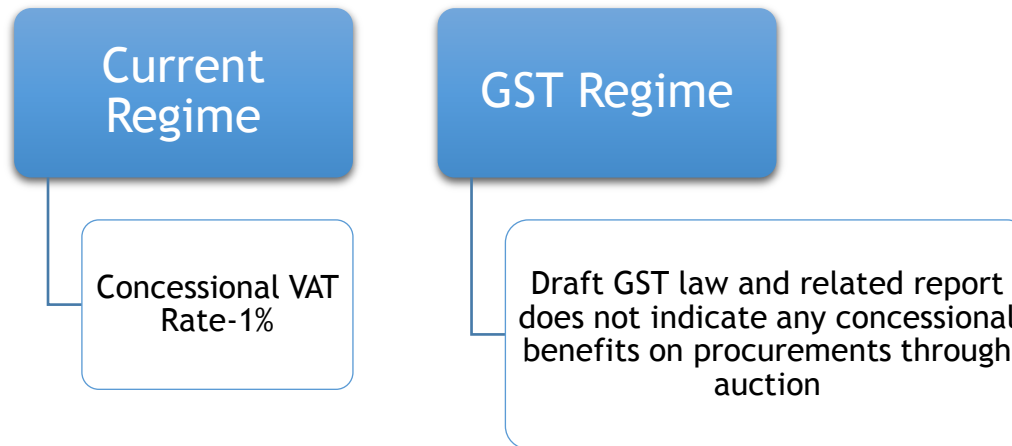 Current
Regime
GST Regime
Concessional VAT
Rate-1%
Draft GST law and related report
does not indicate any concessional
benefits on procurements through
auction